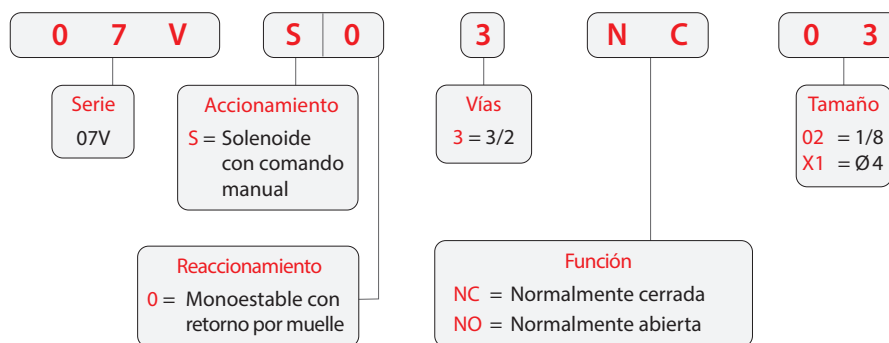 0 7 V S 0 3 N C 0 3
Serie
07V
Accionamiento
S = Solenoide
con comando
manual
Vías
3 = 3/2
Tamaño
02 = 1/8
X1 = Ø 4
Reaccionamiento
0 = Monoestable con
retorno por muelle
Función
NC = Normalmente cerrada
NO = Normalmente abierta